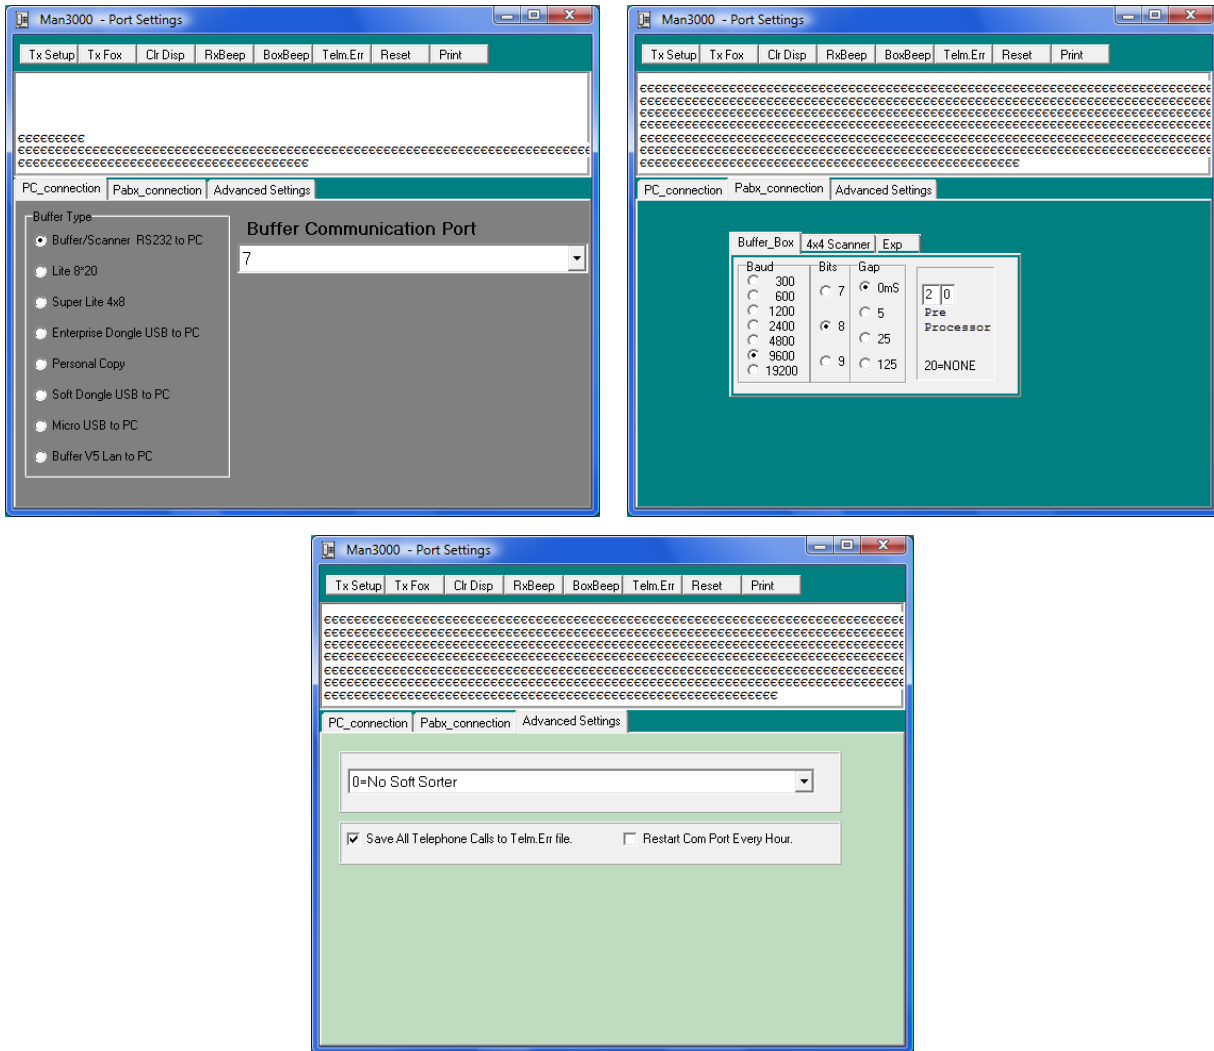 Man3000 - Port Settings
Tx Setup Tx Fox Clr Disp RxBeep BoxBeep Telm.Err Reset Print
єєєєєєєєє
PC_connection Pabx_connection Advanced Settings
Buffer Type
Buffer/Scanner RS232 to PC
Lite 8*20
Super Lite 4x8
Enterprise Dongle USB to PC
Personal Copy
Soft Dongle USB to PC
Micro USB to PC
Buffer V5 Lan to PC
Buffer Communication Port
7
Man3000 - Port Settings
Tx Setup Tx Fox Clr Disp RxBeep BoxBeep Telm.Err Reset Print
PC_connection Pabx_connection Advanced Settings
Buffer_Box 4x4 Scanner Exp
Baud
300
600
1200
2400
4800
9600
19200
Bits
7
8
9
Gap
0mS
5
25
125
2 0
Pre
Processor
20=NONE
Man3000 - Port Settings
Tx Setup Tx Fox Clr Disp RxBeep BoxBeep Telm.Err Reset Print
PC_connection Pabx_connection Advanced Settings
0=No Soft Sorter
Save All Telephone Calls to Telm.Err file. Restart Com Port Every Hour.